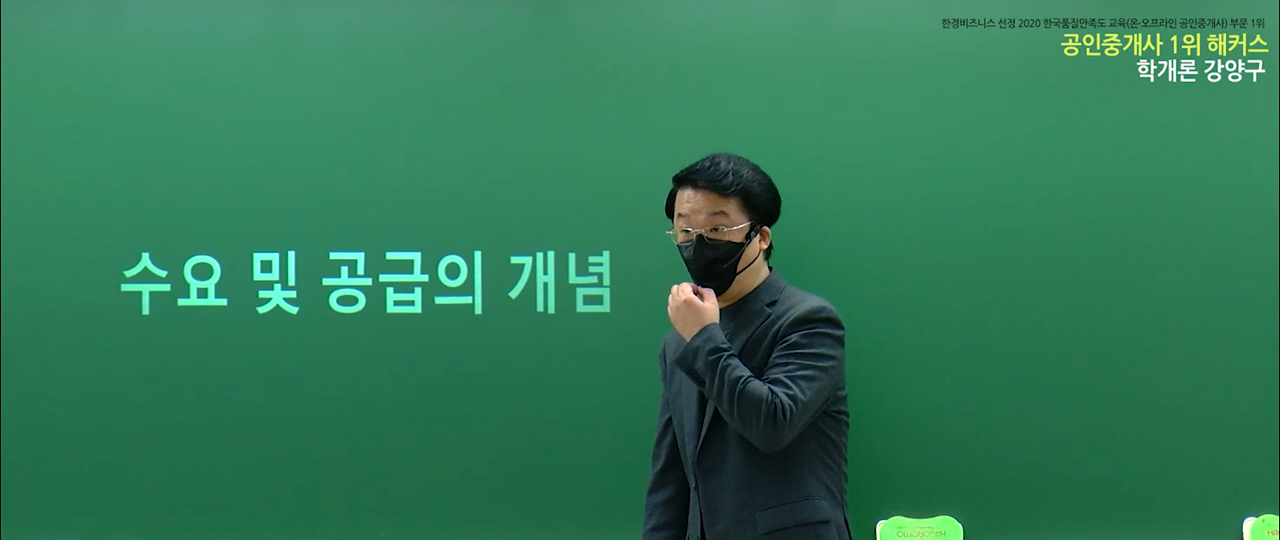 한경비즈니스 선정 2020 한국품질만족도 교육(온·오프라인 공인중개사) 부문 1위
공인중개사 1위 해커스
학개론 강양구
수요 및 공급의 개념